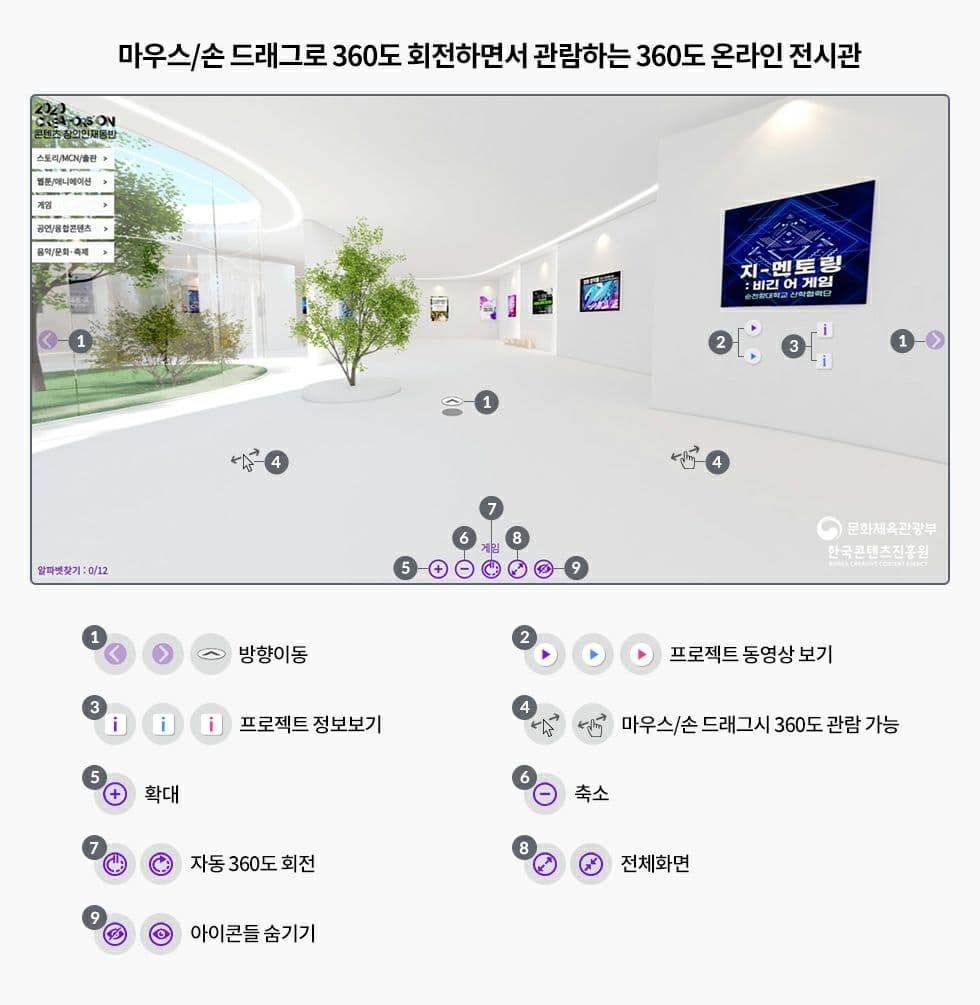 마우스/손 드래그로 360도 회전하면서 관람하는 360도 온라인 전시관
2020
CREATORS ON
콘텐츠 창의인재동반
스토리/MCN/출판 >
웹툰/애니메이션 >
게임 >
공연/융합콘텐츠 >
음악/문화·축제 >
지-멘토링
: 비긴 어 게임
순천향대학교 산학협력단
1
2
3
1
1
4
4
7
6
게임
8
5
9
알파벳찾기 : 0/12
문화체육관광부
한국콘텐츠진흥원
KOREA CREATIVE CONTENT AGENCY
1 방향이동
2 프로젝트 동영상 보기
3 i i i 프로젝트 정보보기
4 마우스/손 드래그시 360도 관람 가능
5 확대
6 축소
7 자동 360도 회전
8 전체화면
9 아이콘들 숨기기